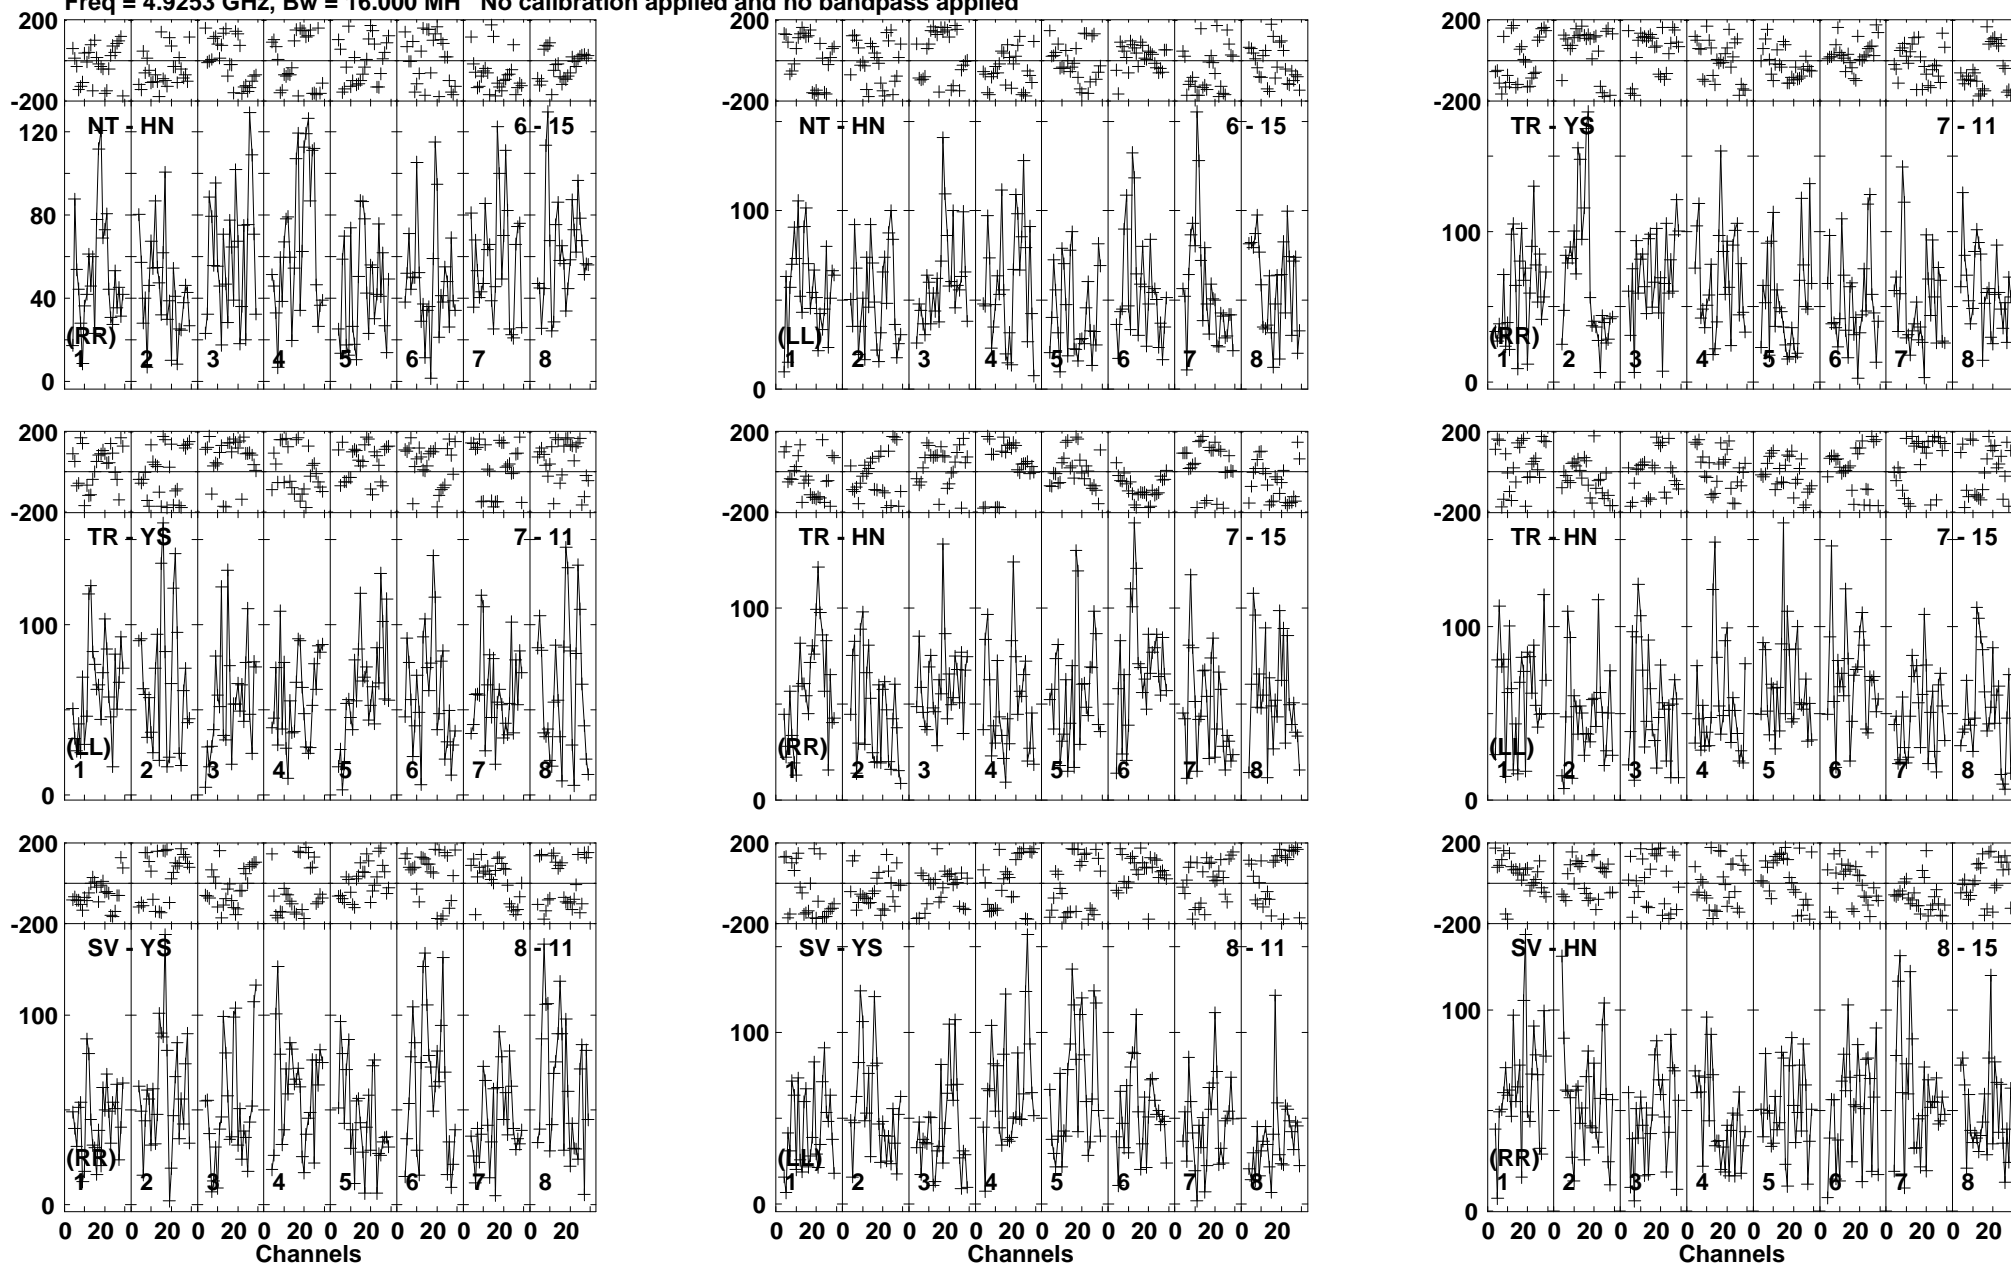 Freq = 4.9253 GHz, Bw = 16.000 MH No calibration applied and no bandpass applied
200 200 200
-200 -200 -200
NT - HN 6 - 15 NT - HN 6 - 15 TR - YS 7 - 11
120
80
40
0
100
0
100
0
(RR) (LL) (RR)
1 2 3 4 5 6 7 8 1 2 3 4 5 6 7 8 1 2 3 4 5 6 7 8
200 200 200
-200 -200 -200
TR - YS 7 - 11 TR - HN 7 - 15 TR - HN 7 - 15
100 100 100
(LL) (RR) (LL)
1 2 3 4 5 6 7 8 1 2 3 4 5 6 7 8 1 2 3 4 5 6 7 8
0 0 0
200 200 200
-200 -200 -200
SV - YS 8 - 11 SV - YS 8 - 11 SV - HN 8 - 15
100 100 100
(RR) (LL) (RR)
1 2 3 4 5 6 7 8 1 2 3 4 5 6 7 8 1 2 3 4 5 6 7 8
0 0 0
0 20 0 20 0 20 0 20 0 20 0 20 0 20 0 20 0 20 0 20 0 20 0 20 0 20 0 20 0 20 0 20 0 20 0 20 0 20 0 20 0 20 0 20 0 20 0 20
Channels Channels Channels